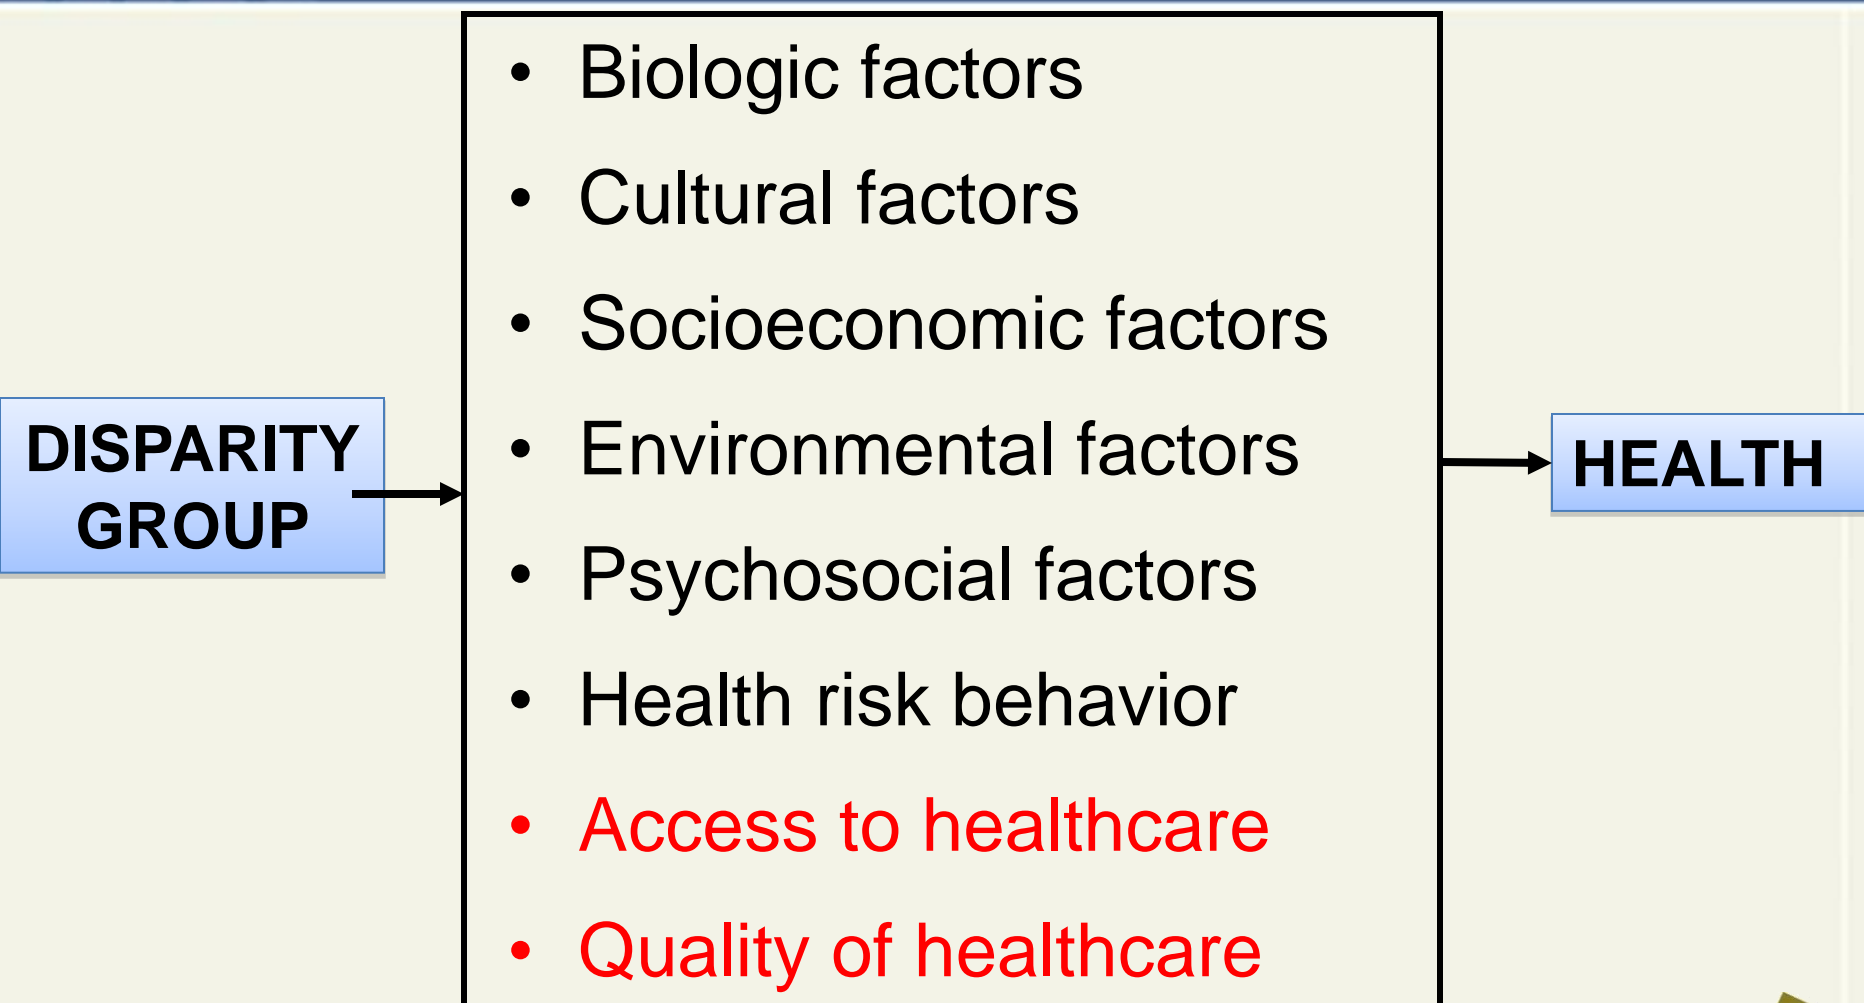 DISPARITY
GROUP
• Biologic factors
• Cultural factors
• Socioeconomic factors
• Environmental factors
• Psychosocial factors
• Health risk behavior
• Access to healthcare
• Quality of healthcare
HEALTH